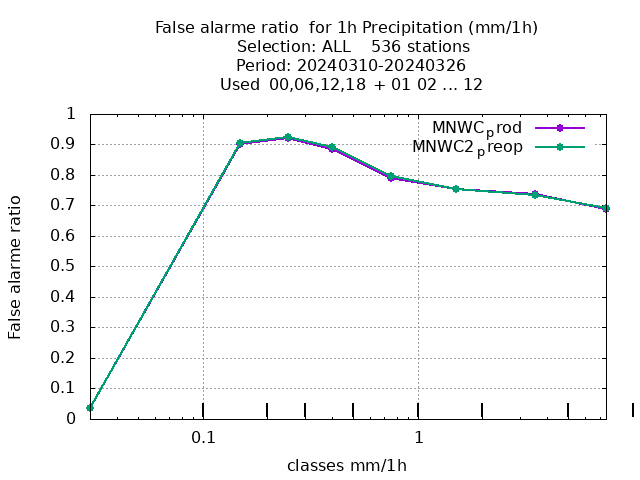 False alarme ratio  for 1h Precipitation (mm/1h)
Selection: ALL    536 stations
Period: 20240310-20240326
Used  00,06,12,18  + 01 02 ... 12
MNWC_prod
MNWC2_preop
1
0.9
0.8
0.7
0.6
0.5
0.4
0.3
0.2
0.1
0
False alarme ratio
0.1 1
classes mm/1h